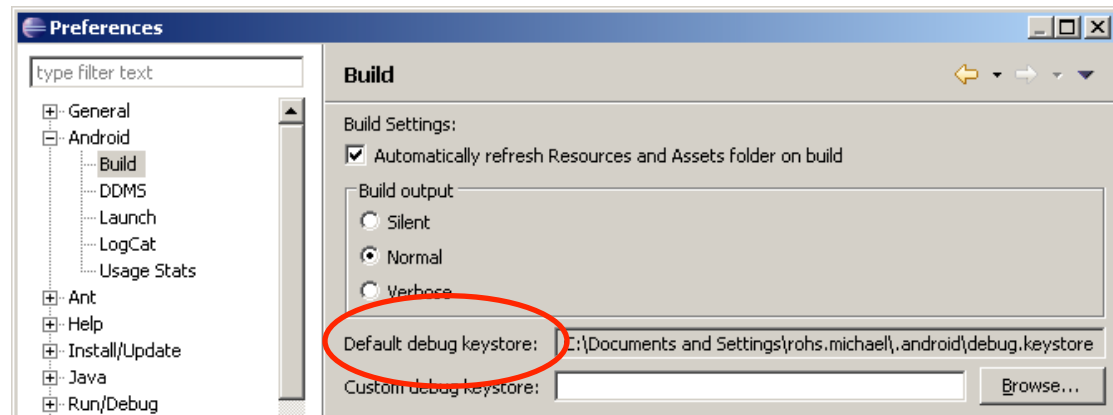 Preferences
type filter text
General
Android
Build
DDMS
Launch
LogCat
Usage Stats
Ant
Help
Install/Update
Java
Run/Debug
Build
Build Settings:
Automatically refresh Resources and Assets folder on build
Build output
Silent
Normal
Verbose
Default debug keystore: C:\Documents and Settings\rohs.michael\.android\debug.keystore
Custom debug keystore: Browse...